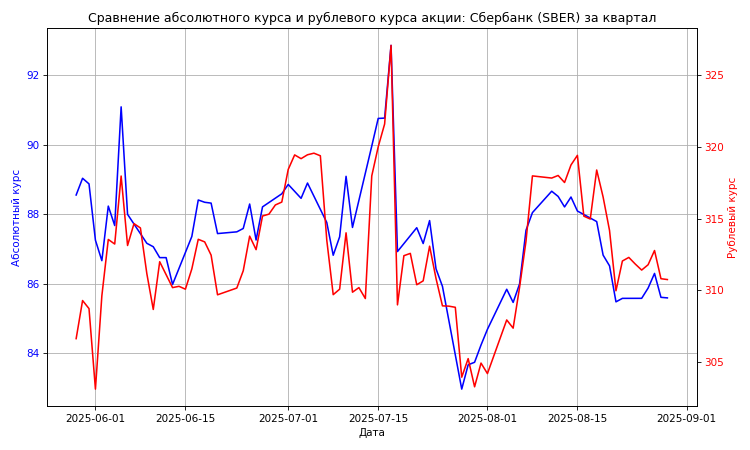 Сравнение абсолютного курса и рублевого курса акции: Сбербанк (SBER) за квартал
92
90
88
86
84
Абсолютный курс
325
320
315
310
305
Рублевый курс
2025-06-01 2025-06-15 2025-07-01 2025-07-15 2025-08-01 2025-08-15 2025-09-01
Дата